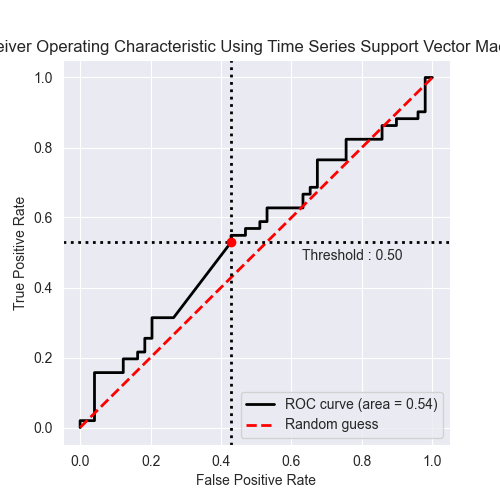 eiver Operating Characteristic Using Time Series Support Vector Mac
1.0
0.8
0.6
0.4
0.2
0.0
True Positive Rate
Threshold : 0.50
ROC curve (area = 0.54)
Random guess
0.0 0.2 0.4 0.6 0.8 1.0
False Positive Rate